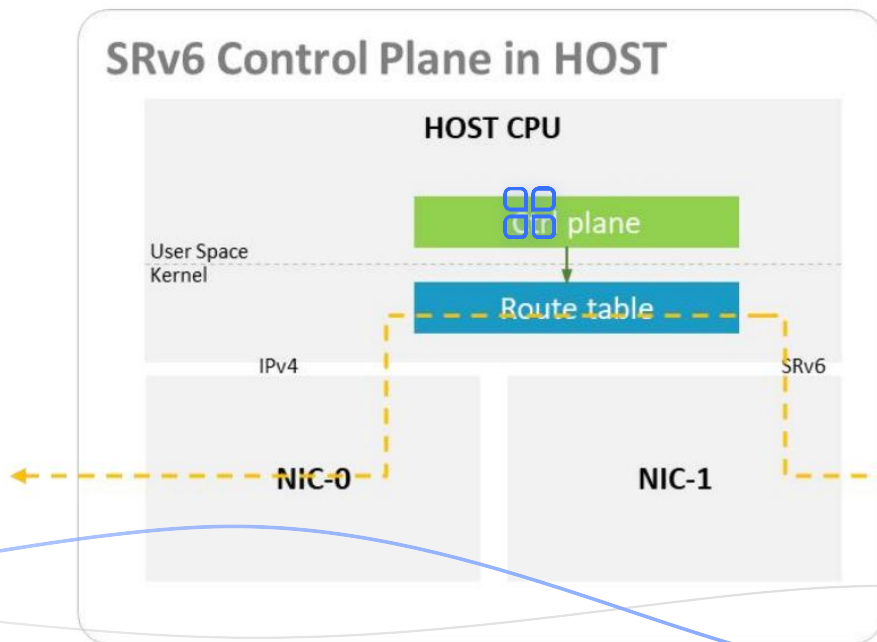 SRv6 Control Plane in HOST
HOST CPU
plane
User Space
Kernel
Route table
IPv4
SRv6
NIC-0
NIC-1